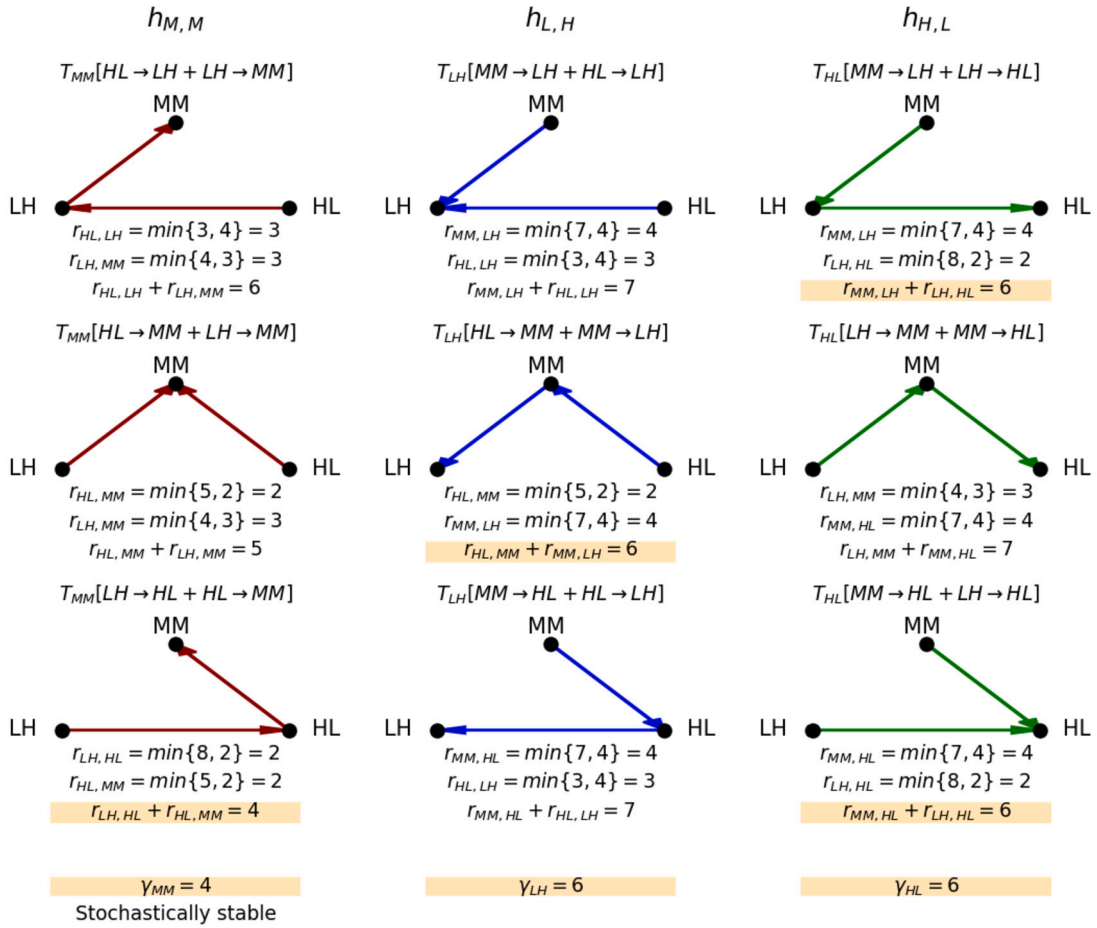 h_{M,M} h_{L,H} h_{H,L}
T_{MM}[HL → LH + LH → MM] T_{LH}[MM → LH + HL → LH] T_{HL}[MM → LH + LH → HL]
MM MM MM
LH HL LH HL LH HL
r_{HL,LH} = min{3, 4} = 3 r_{MM,LH} = min{7, 4} = 4 r_{MM,LH} = min{7, 4} = 4
r_{LH,MM} = min{4, 3} = 3 r_{HL,LH} = min{3, 4} = 3 r_{LH,HL} = min{8, 2} = 2
r_{HL,LH} + r_{LH,MM} = 6 r_{MM,LH} + r_{HL,LH} = 7 r_{MM,LH} + r_{LH,HL} = 6
T_{MM}[HL → MM + LH → MM] T_{LH}[HL → MM + MM → LH] T_{HL}[LH → MM + MM → HL]
MM MM MM
LH HL LH HL LH HL
r_{HL,MM} = min{5, 2} = 2 r_{HL,MM} = min{5, 2} = 2 r_{LH,MM} = min{4, 3} = 3
r_{LH,MM} = min{4, 3} = 3 r_{MM,LH} = min{7, 4} = 4 r_{MM,HL} = min{7, 4} = 4
r_{HL,MM} + r_{LH,MM} = 5 r_{HL,MM} + r_{MM,LH} = 6 r_{LH,MM} + r_{MM,HL} = 7
T_{MM}[LH → HL + HL → MM] T_{LH}[MM → HL + HL → LH] T_{HL}[MM → HL + LH → HL]
MM MM MM
LH HL LH HL LH HL
r_{LH,HL} = min{8, 2} = 2 r_{MM,HL} = min{7, 4} = 4 r_{MM,HL} = min{7, 4} = 4
r_{HL,MM} = min{5, 2} = 2 r_{HL,LH} = min{3, 4} = 3 r_{LH,HL} = min{8, 2} = 2
r_{LH,HL} + r_{HL,MM} = 4 r_{MM,HL} + r_{HL,LH} = 7 r_{MM,HL} + r_{LH,HL} = 6
γ_{MM} = 4 γ_{LH} = 6 γ_{HL} = 6
Stochastically stable